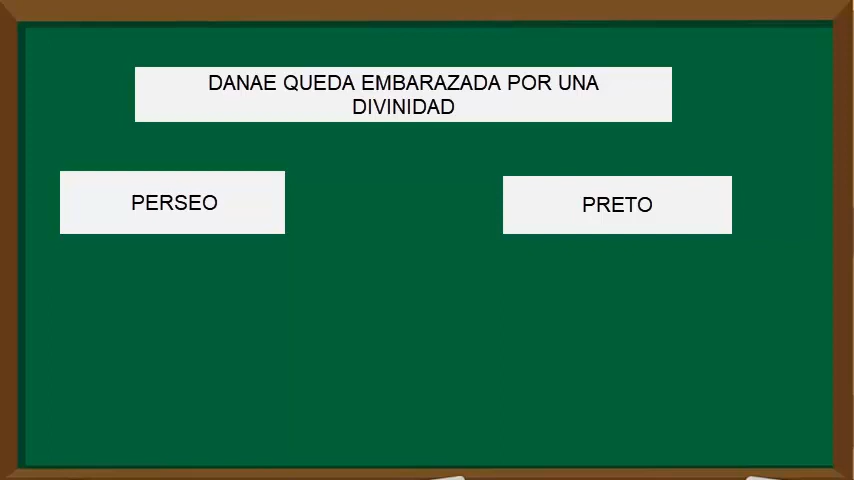 DANAE QUEDA EMBARAZADA POR UNA
DIVINIDAD
PERSEO
PRETO